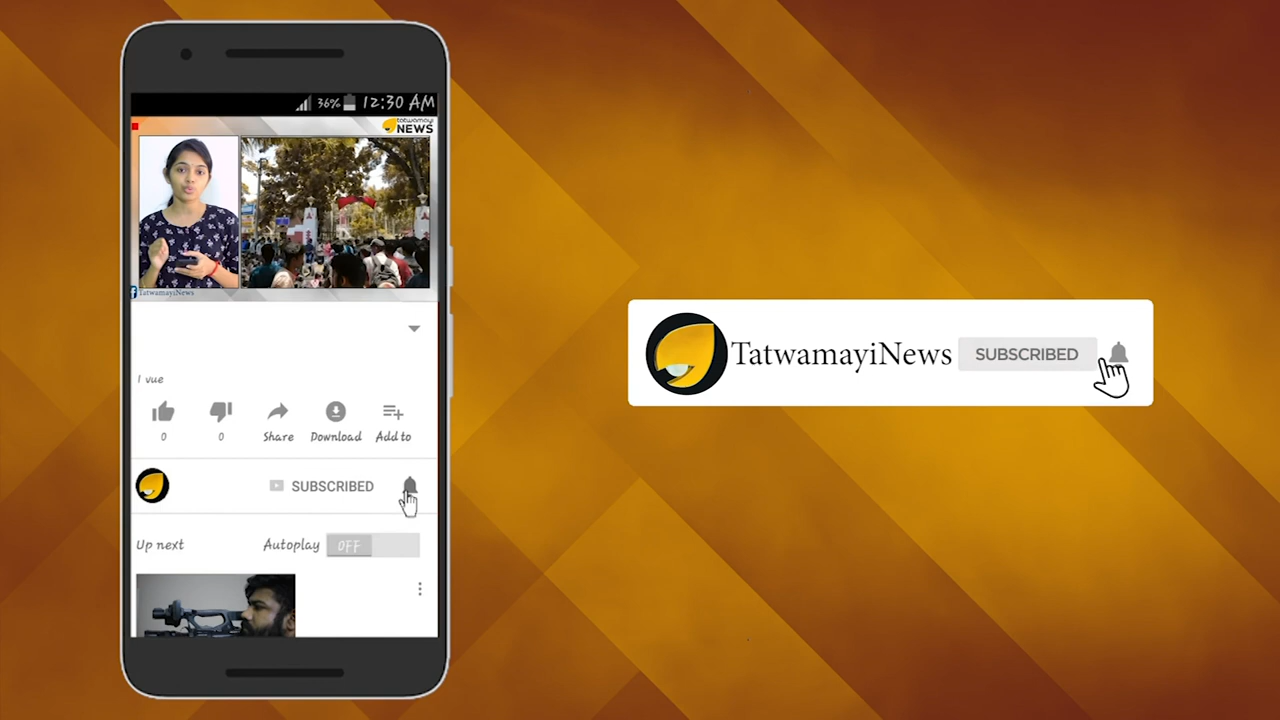 36% 12:30 AM
tatwamayi
NEWS
TatwamayiNews
1 vue
0 0 Share Download Add to
SUBSCRIBED
Up next Autoplay OFF
TatwamayiNews SUBSCRIBED